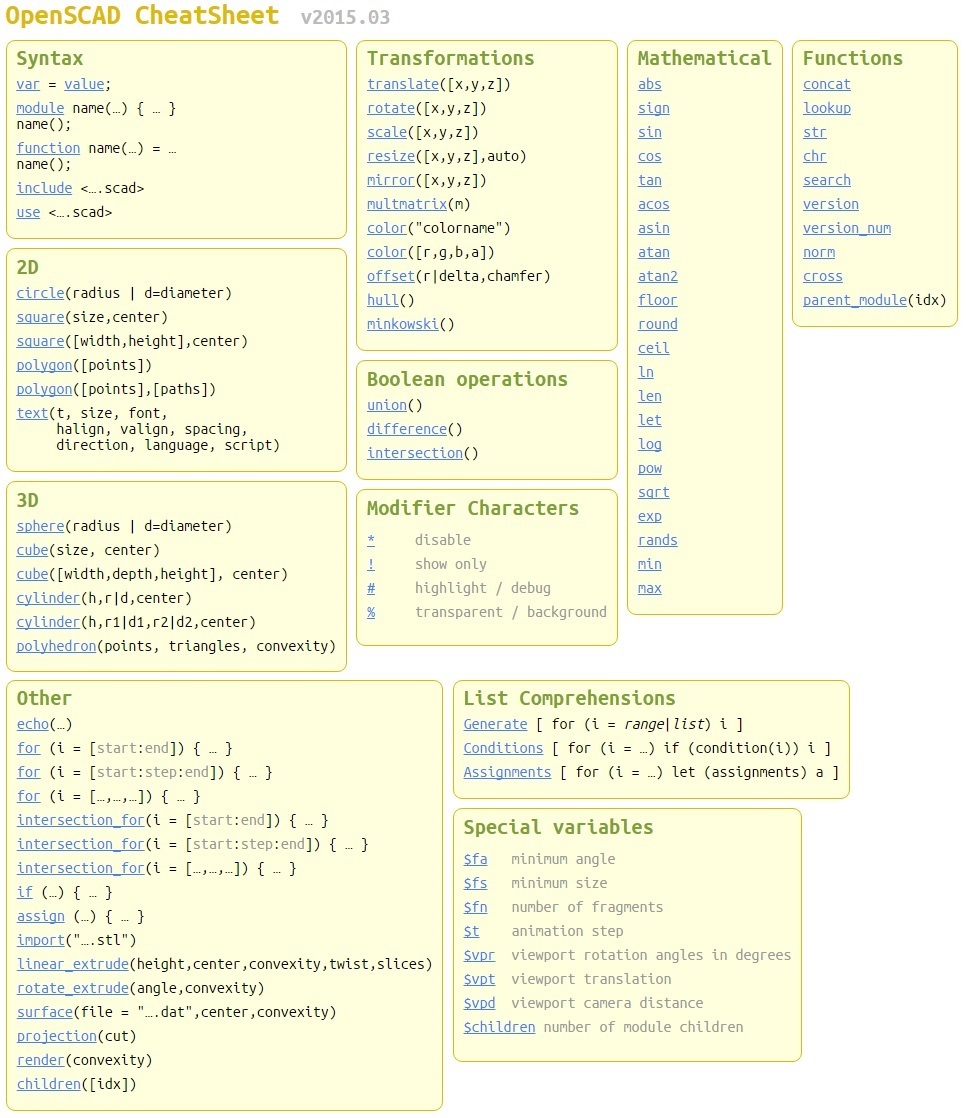 OpenSCAD CheatSheet v2015.03
Syntax
var = value;
module name(…) { … }
name();
function name(…) = …
name();
include <….scad>
use <….scad>
2D
circle(radius | d=diameter)
square(size,center)
square([width,height],center)
polygon([points])
polygon([points],[paths])
text(t, size, font,
halign, valign, spacing,
direction, language, script)
3D
sphere(radius | d=diameter)
cube(size, center)
cube([width,depth,height], center)
cylinder(h,r|d,center)
cylinder(h,r1|d1,r2|d2,center)
polyhedron(points, triangles, convexity)
Transformations
translate([x,y,z])
rotate([x,y,z])
scale([x,y,z])
resize([x,y,z],auto)
mirror([x,y,z])
multmatrix(m)
color("colorname")
color([r,g,b,a])
offset(r|delta,chamfer)
hull()
minkowski()
Boolean operations
union()
difference()
intersection()
Modifier Characters
* disable
! show only
# highlight / debug
% transparent / background
Mathematical
abs
sign
sin
cos
tan
acos
asin
atan
atan2
floor
round
ceil
ln
len
let
log
pow
sqrt
exp
rands
min
max
Functions
concat
lookup
str
chr
search
version
version_num
norm
cross
parent_module(idx)
Other
echo(…)
for (i = [start:end]) { … }
for (i = [start:step:end]) { … }
for (i = […,…,…]) { … }
intersection_for(i = [start:end]) { … }
intersection_for(i = [start:step:end]) { … }
intersection_for(i = […,…,…]) { … }
if (…) { … }
assign (…) { … }
import("….stl")
linear_extrude(height,center,convexity,twist,slices)
rotate_extrude(angle,convexity)
surface(file = "….dat",center,convexity)
projection(cut)
render(convexity)
children([idx])
List Comprehensions
Generate [ for (i = range|list) i ]
Conditions [ for (i = …) if (condition(i)) i ]
Assignments [ for (i = …) let (assignments) a ]
Special variables
$fa minimum angle
$fs minimum size
$fn number of fragments
$t animation step
$vpr viewport rotation angles in degrees
$vpt viewport translation
$vpd viewport camera distance
$children number of module children